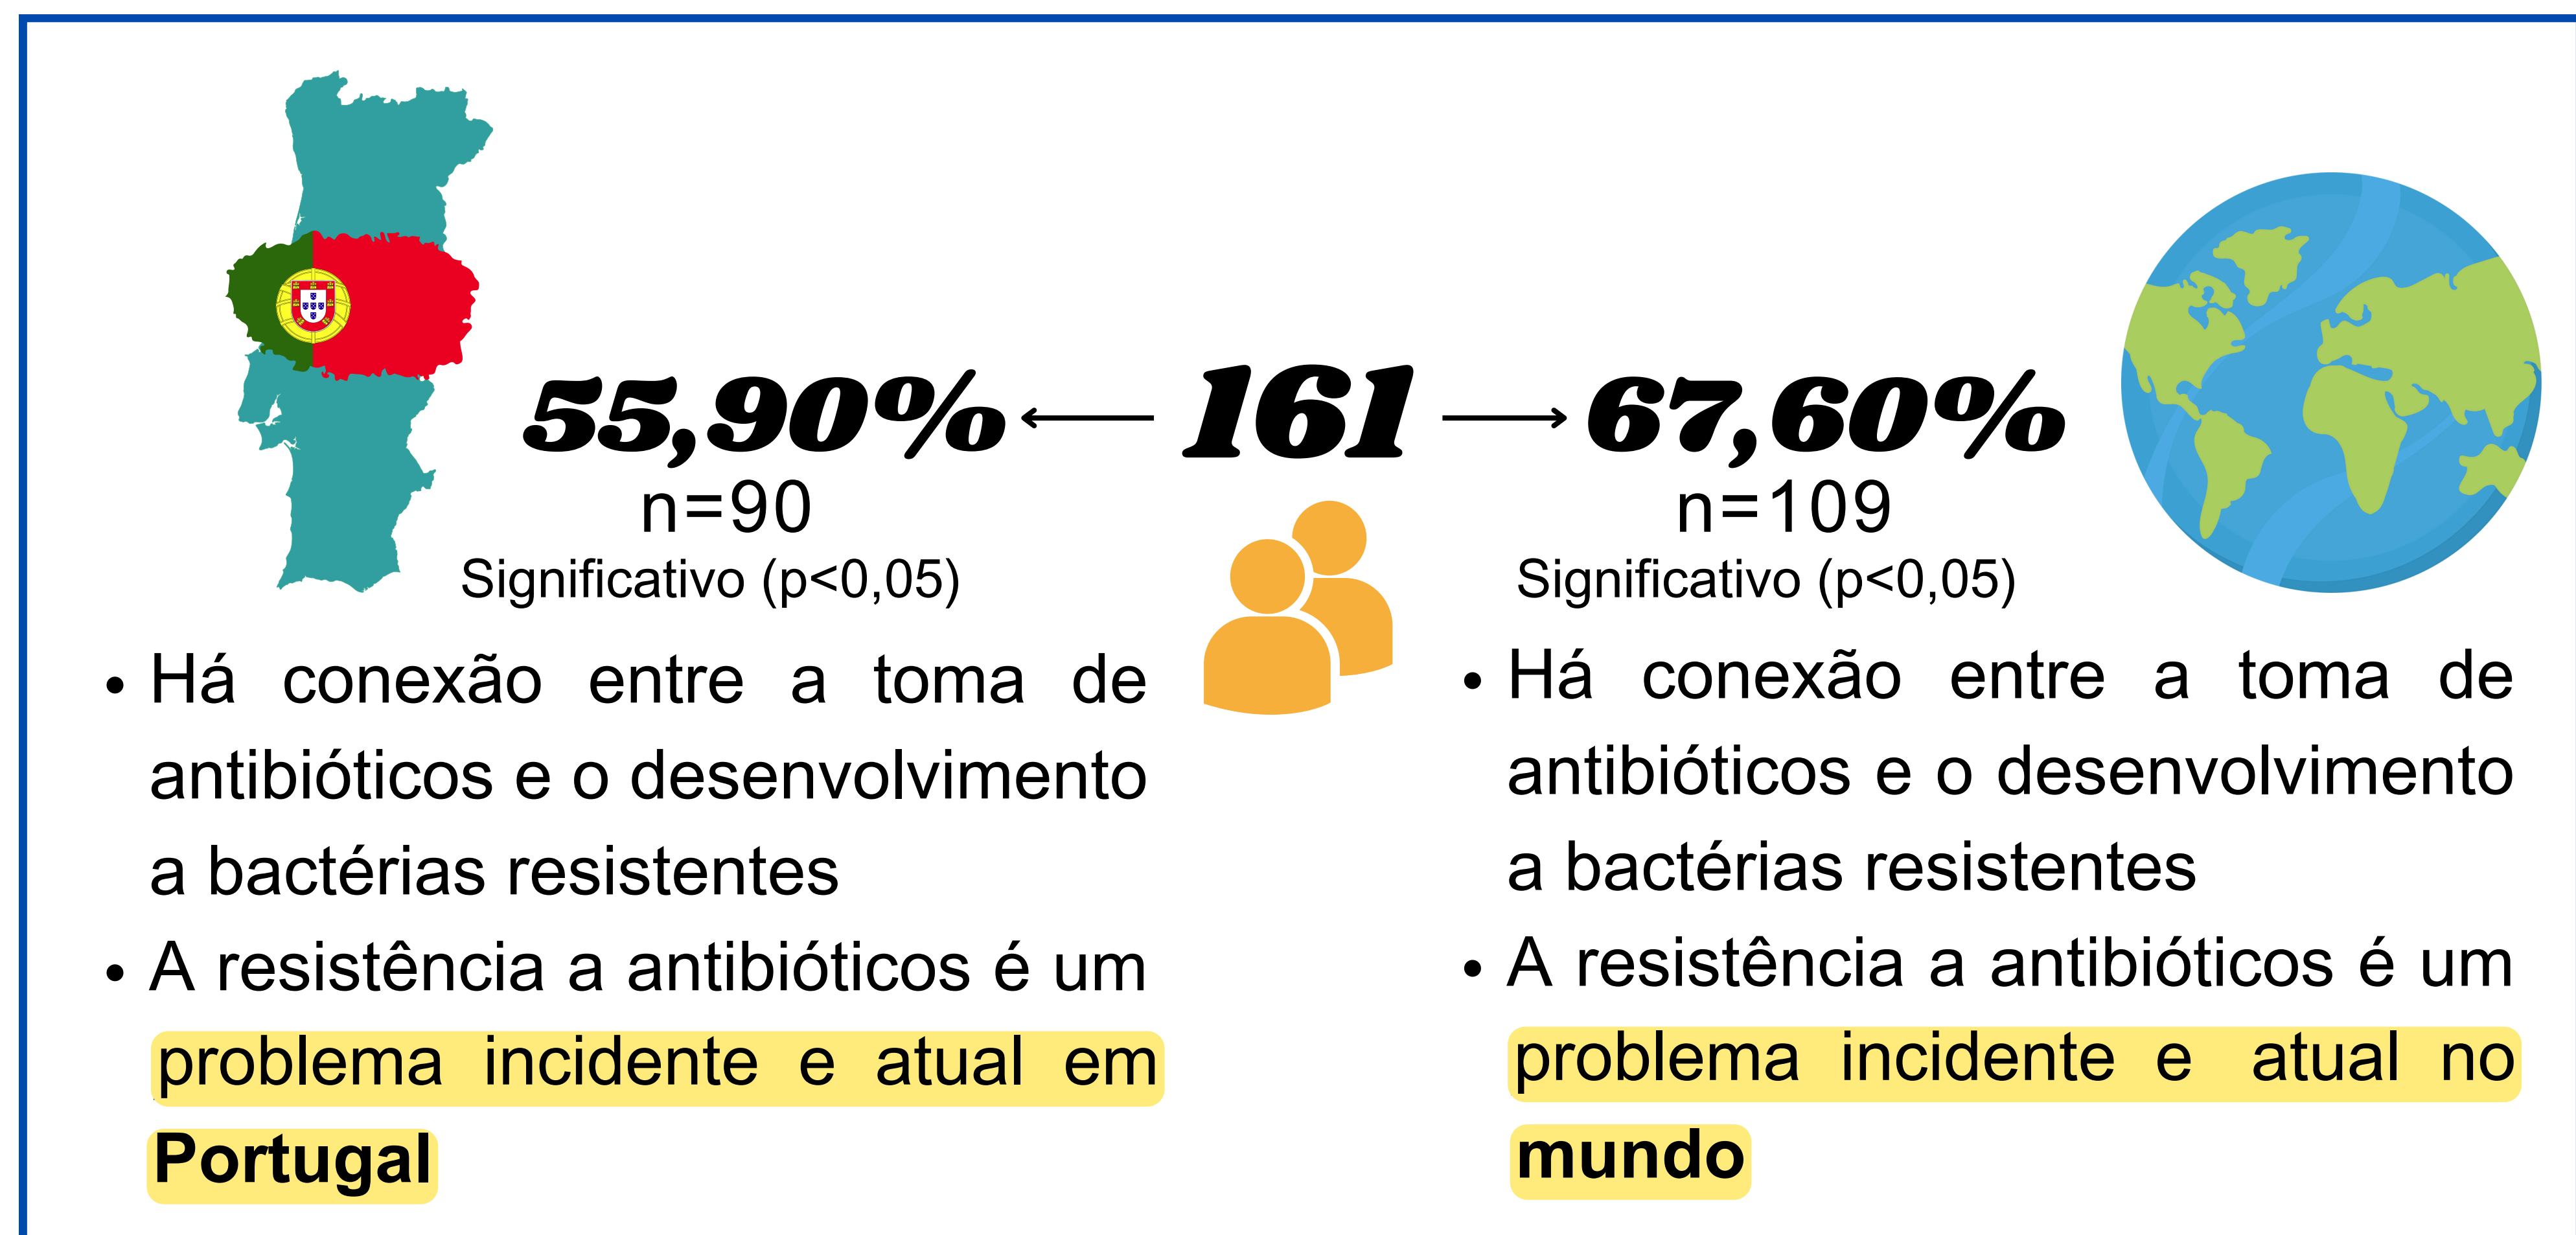 55,90%
n=90
Significativo (p<0,05)
161
67,60%
n=109
Significativo (p<0,05)
• Há conexão entre a toma de
antibióticos e o desenvolvimento
a bactérias resistentes
• A resistência a antibióticos é um
problema incidente e atual em
Portugal
• Há conexão entre a toma de
antibióticos e o desenvolvimento
a bactérias resistentes
• A resistência a antibióticos é um
problema incidente e atual no
mundo